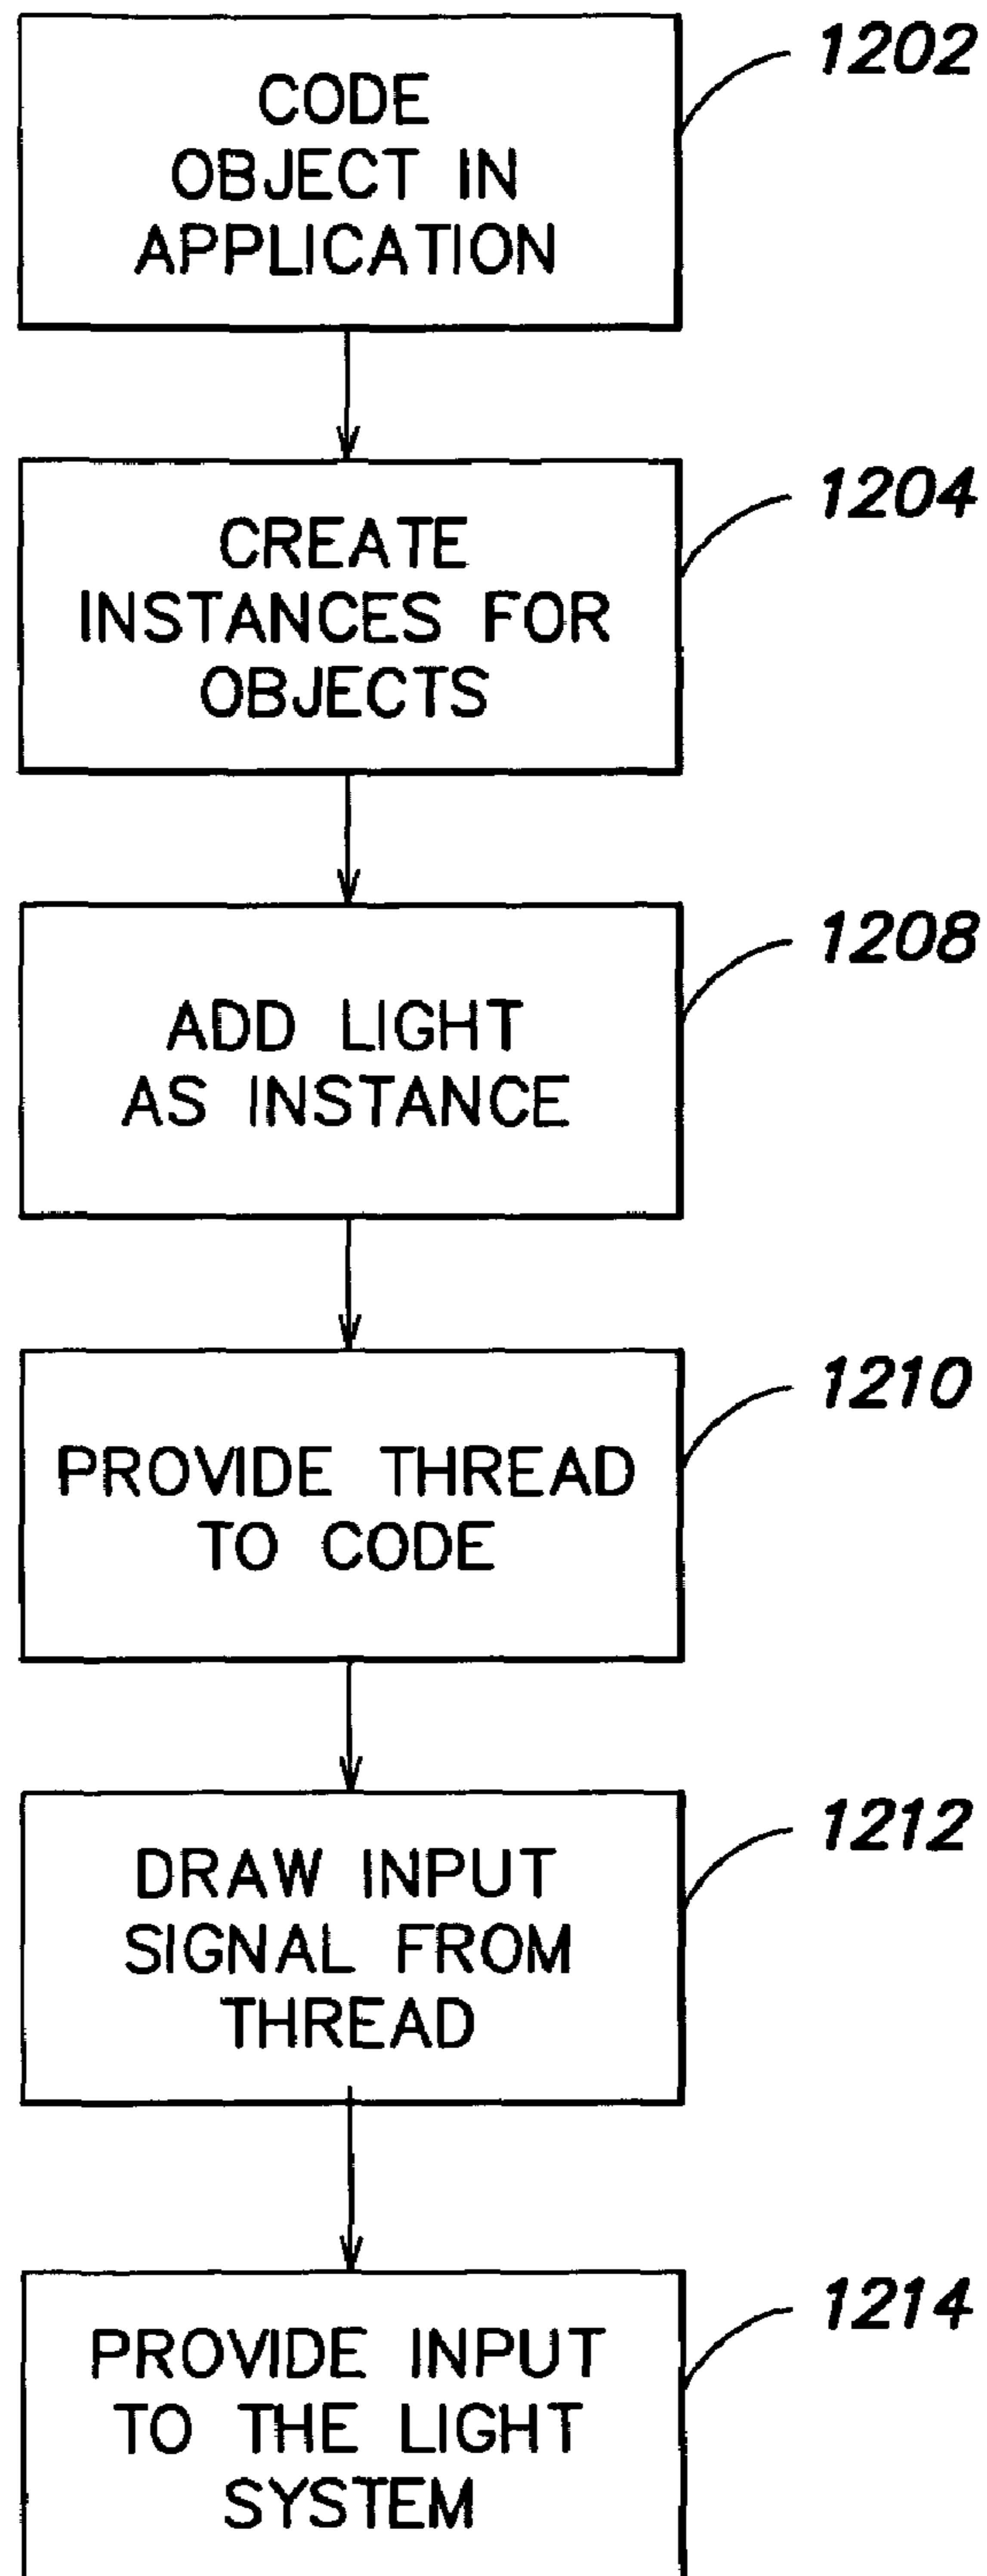 1202
CODE
OBJECT IN
APPLICATION
1204
CREATE
INSTANCES FOR
OBJECTS
1208
ADD LIGHT
AS INSTANCE
1210
PROVIDE THREAD
TO CODE
1212
DRAW INPUT
SIGNAL FROM
THREAD
1214
PROVIDE INPUT
TO THE LIGHT
SYSTEM